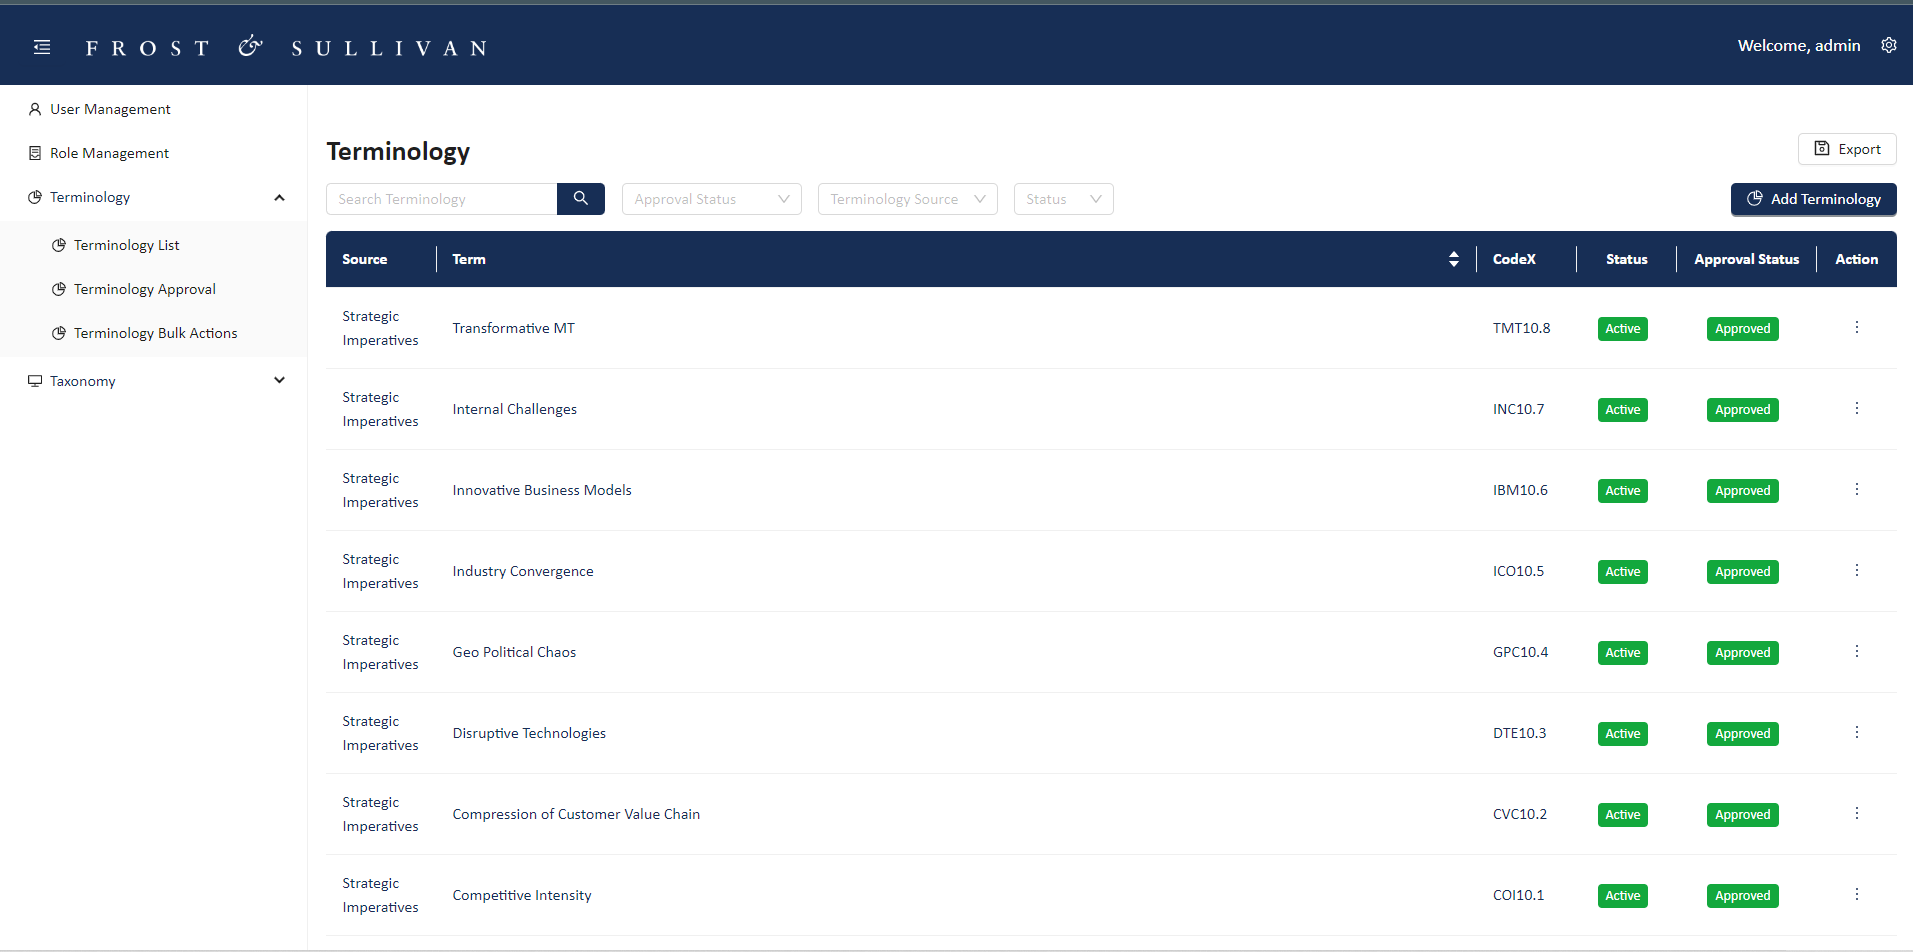 FROST & SULLIVAN
Welcome, admin
User Management
Role Management
Terminology
Terminology List
Terminology Approval
Terminology Bulk Actions
Taxonomy
Terminology
Export
Search Terminology
Approval Status
Terminology Source
Status
Add Terminology
Source Term CodeX Status Approval Status Action
Strategic
Imperatives
Transformative MT TMT10.8 Active Approved
Strategic
Imperatives
Internal Challenges INC10.7 Active Approved
Strategic
Imperatives
Innovative Business Models IBM10.6 Active Approved
Strategic
Imperatives
Industry Convergence ICO10.5 Active Approved
Strategic
Imperatives
Geo Political Chaos GPC10.4 Active Approved
Strategic
Imperatives
Disruptive Technologies DTE10.3 Active Approved
Strategic
Imperatives
Compression of Customer Value Chain CVC10.2 Active Approved
Strategic
Imperatives
Competitive Intensity COI10.1 Active Approved